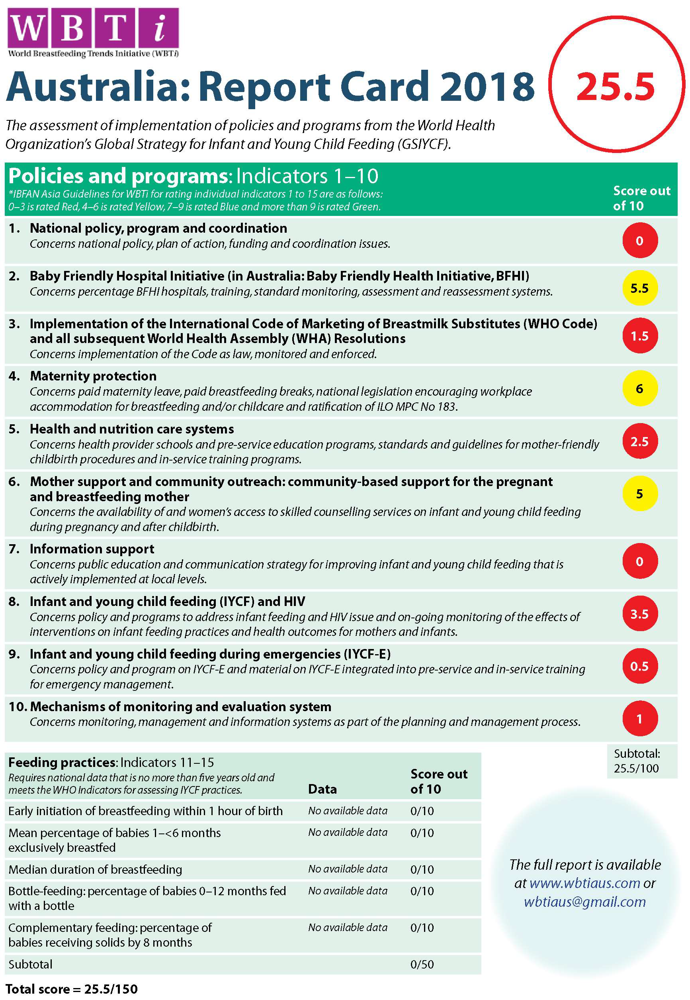 W B T i
World Breastfeeding Trends Initiative (WBTi)
Australia: Report Card 2018
25.5
The assessment of implementation of policies and programs from the World Health
Organization’s Global Strategy for Infant and Young Child Feeding (GSIYCF).
Policies and programs: Indicators 1–10
*IBFAN Asia Guidelines for WBTi for rating individual indicators 1 to 15 are as follows:
0–3 is rated Red, 4–6 is rated Yellow, 7–9 is rated Blue and more than 9 is rated Green.
Score out
of 10
1. National policy, program and coordination
Concerns national policy, plan of action, funding and coordination issues.
0
2. Baby Friendly Hospital Initiative (in Australia: Baby Friendly Health Initiative, BFHI)
Concerns percentage BFHI hospitals, training, standard monitoring, assessment and reassessment systems.
5.5
3. Implementation of the International Code of Marketing of Breastmilk Substitutes (WHO Code)
and all subsequent World Health Assembly (WHA) Resolutions
Concerns implementation of the Code as law, monitored and enforced.
1.5
4. Maternity protection
Concerns paid maternity leave, paid breastfeeding breaks, national legislation encouraging workplace
accommodation for breastfeeding and/or childcare and ratification of ILO MPC No 183.
6
5. Health and nutrition care systems
Concerns health provider schools and pre-service education programs, standards and guidelines for mother-friendly
childbirth procedures and in-service training programs.
2.5
6. Mother support and community outreach: community-based support for the pregnant
and breastfeeding mother
Concerns the availability of and women’s access to skilled counselling services on infant and young child feeding
during pregnancy and after childbirth.
5
7. Information support
Concerns public education and communication strategy for improving infant and young child feeding that is
actively implemented at local levels.
0
8. Infant and young child feeding (IYCF) and HIV
Concerns policy and programs to address infant feeding and HIV issue and on-going monitoring of the effects of
interventions on infant feeding practices and health outcomes for mothers and infants.
3.5
9. Infant and young child feeding during emergencies (IYCF-E)
Concerns policy and program on IYCF-E and material on IYCF-E integrated into pre-service and in-service training
for emergency management.
0.5
10. Mechanisms of monitoring and evaluation system
Concerns monitoring, management and information systems as part of the planning and management process.
1
Subtotal:
25.5/100
Feeding practices: Indicators 11–15
Requires national data that is no more than five years old and
meets the WHO Indicators for assessing IYCF practices.
Data
Score out
of 10
Early initiation of breastfeeding within 1 hour of birth No available data 0/10
Mean percentage of babies 1–<6 months No available data 0/10
exclusively breastfed
Median duration of breastfeeding No available data 0/10
Bottle-feeding: percentage of babies 0–12 months fed No available data 0/10
with a bottle
Complementary feeding: percentage of No available data 0/10
babies receiving solids by 8 months
Subtotal 0/50
The full report is available
at www.wbtiaus.com or
wbtiaus@gmail.com
Total score = 25.5/150